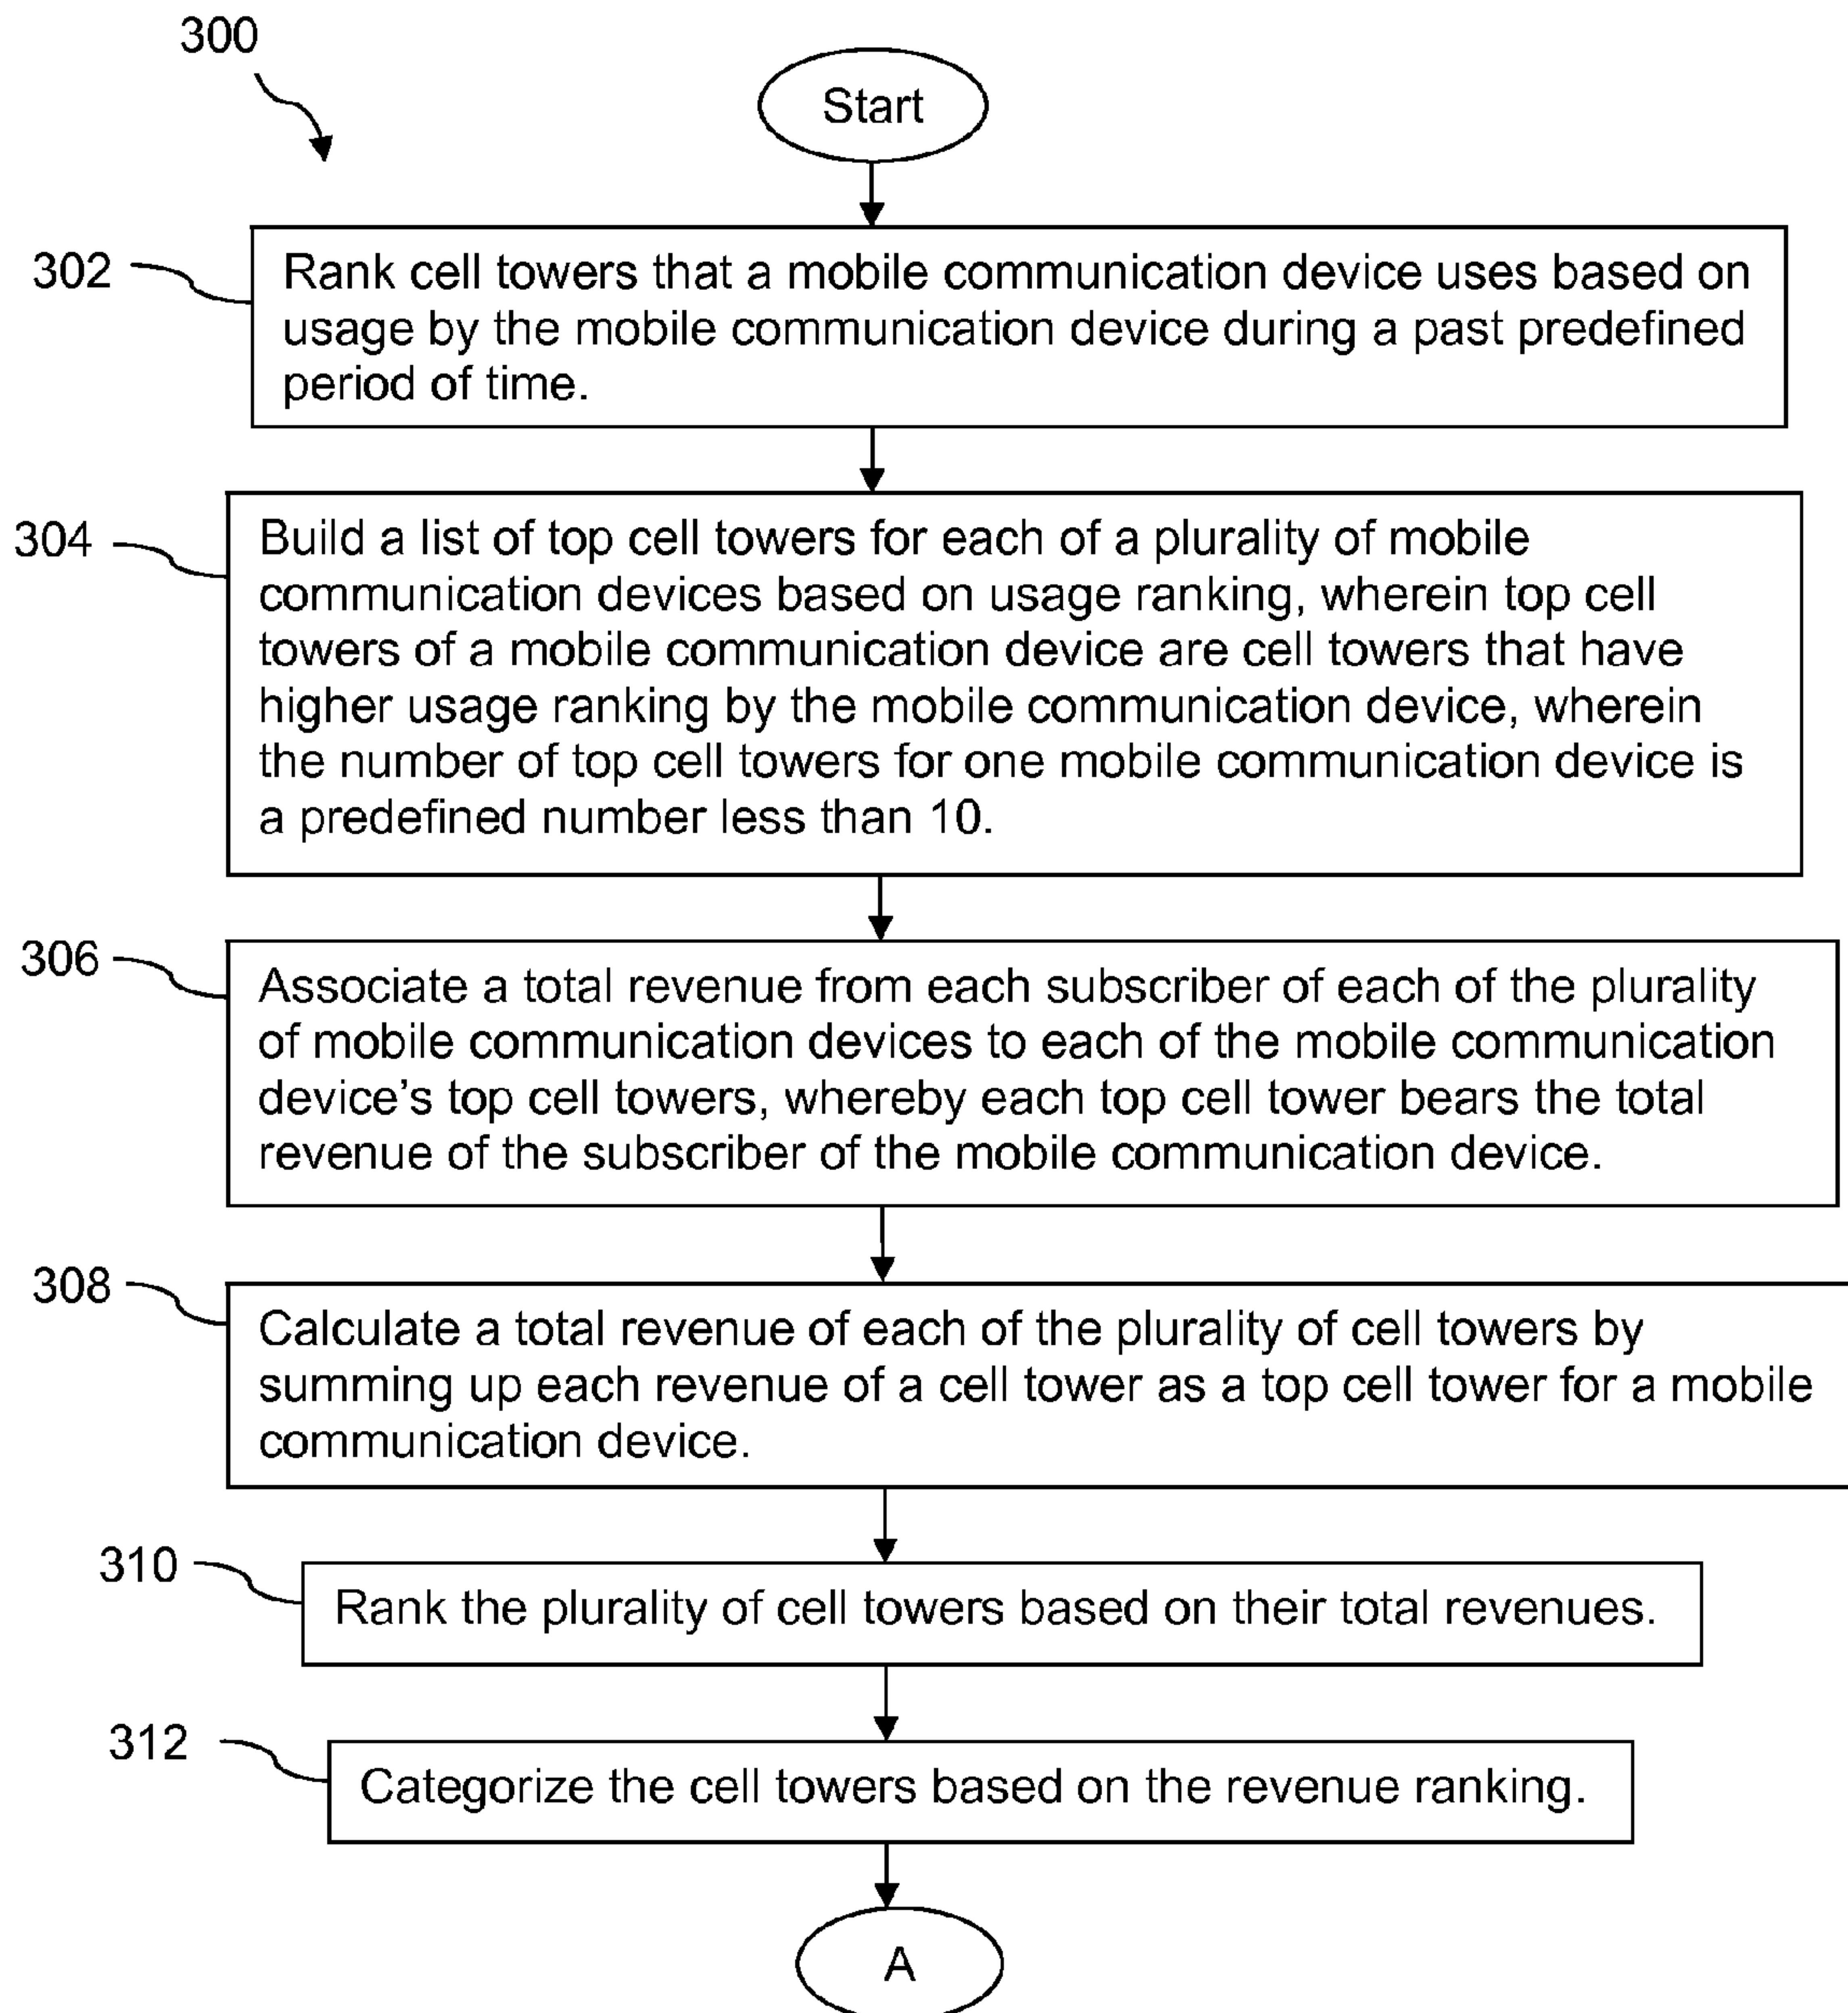 300
Start
302
Rank cell towers that a mobile communication device uses based on
usage by the mobile communication device during a past predefined
period of time.
304
Build a list of top cell towers for each of a plurality of mobile
communication devices based on usage ranking, wherein top cell
towers of a mobile communication device are cell towers that have
higher usage ranking by the mobile communication device, wherein
the number of top cell towers for one mobile communication device is
a predefined number less than 10.
306
Associate a total revenue from each subscriber of each of the plurality
of mobile communication devices to each of the mobile communication
device's top cell towers, whereby each top cell tower bears the total
revenue of the subscriber of the mobile communication device.
308
Calculate a total revenue of each of the plurality of cell towers by
summing up each revenue of a cell tower as a top cell tower for a mobile
communication device.
310
Rank the plurality of cell towers based on their total revenues.
312
Categorize the cell towers based on the revenue ranking.
A